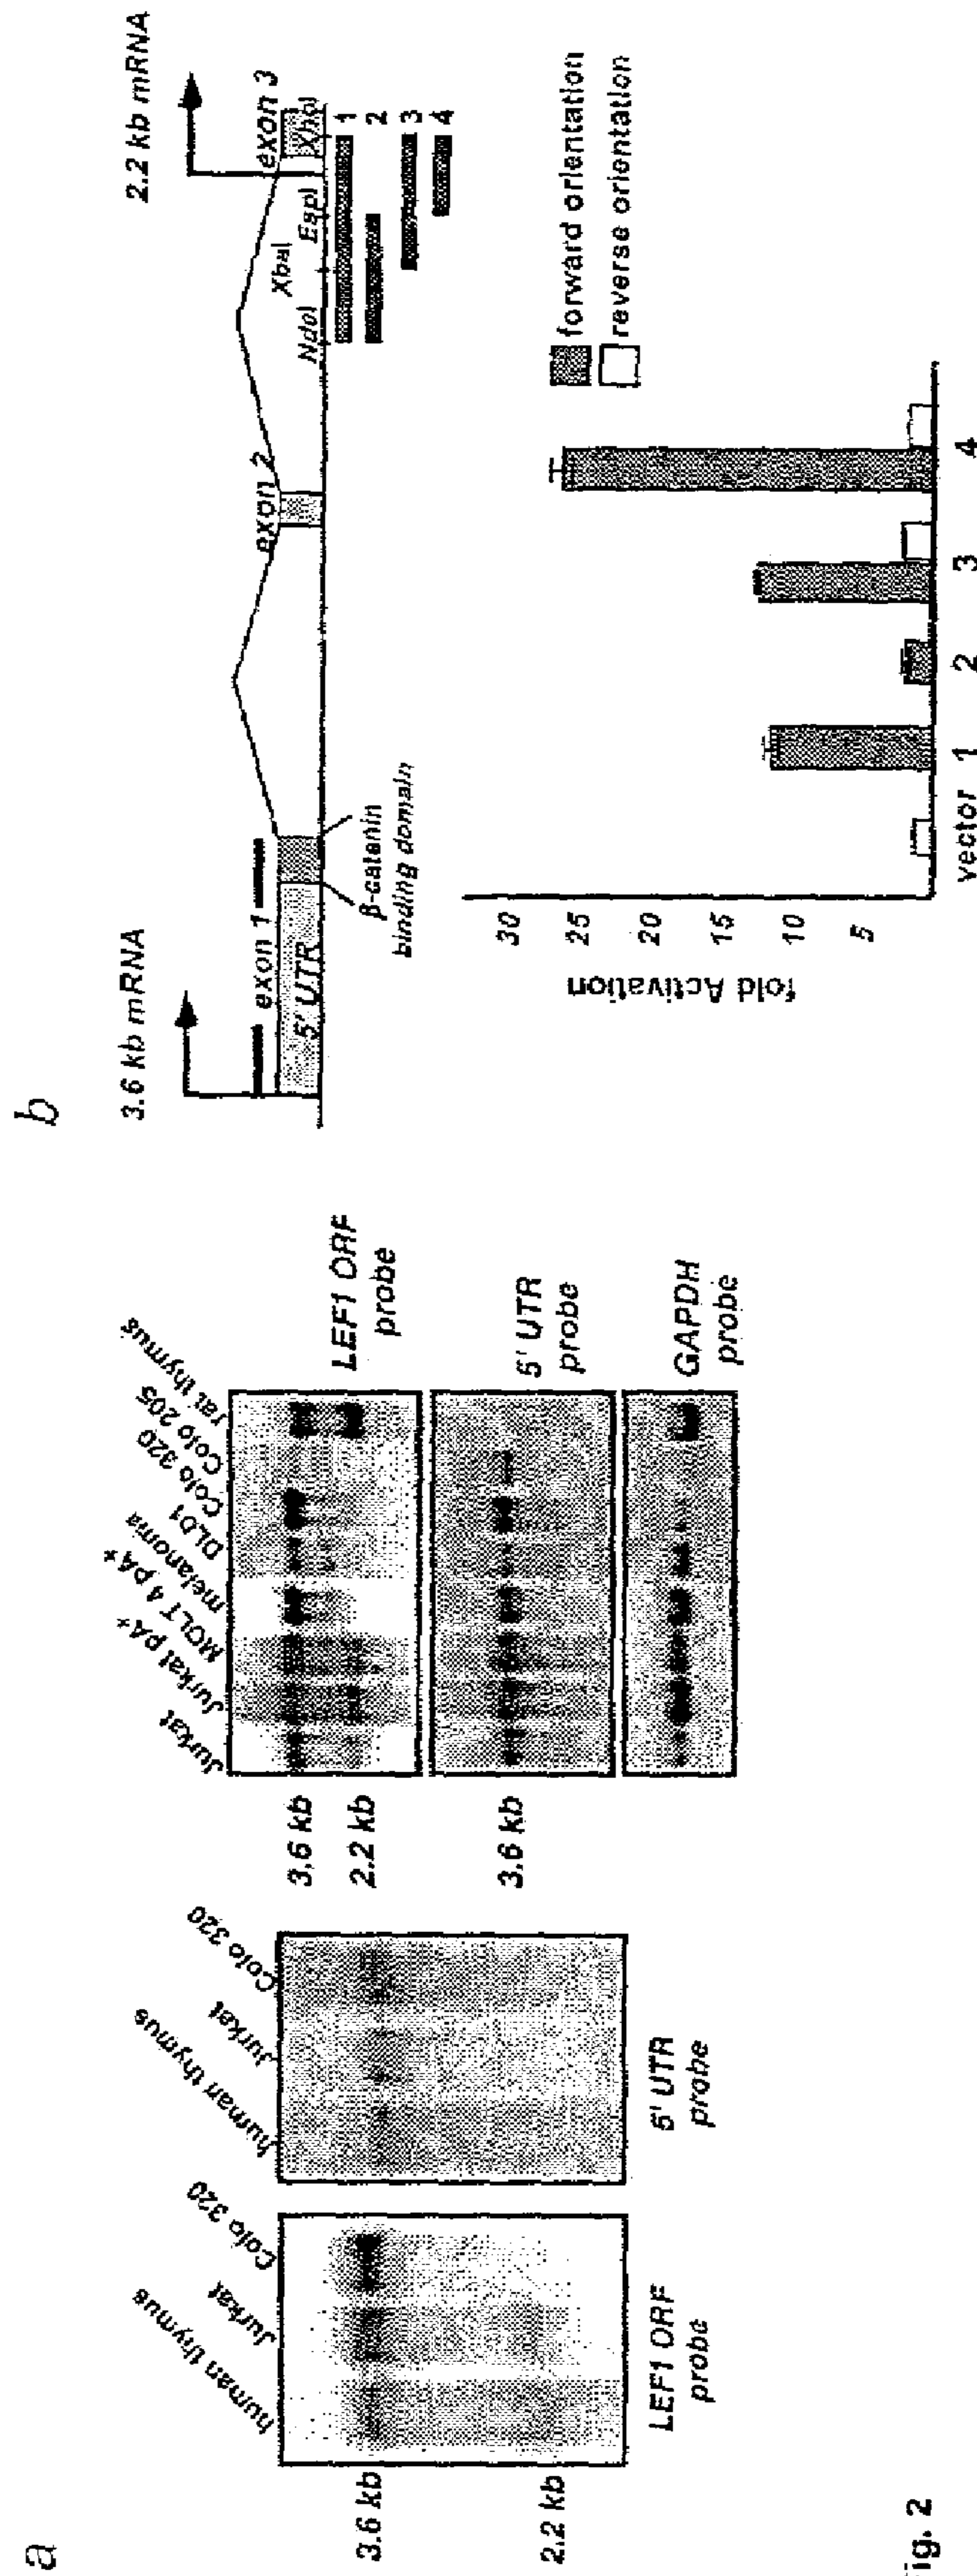 a
human thymus
Jurkat
Colo 320
3.6 kb
2.2 kb
LEF1 ORF
probe
human thymus
Jurkat
Colo 320
5' UTR
probe
Jurkat
Jurkat pA*
MOLT 4 pA*
melanoma
DLD1
Colo 320
Colo 205
rat thymus
3.6 kb
2.2 kb
LEF1 ORF
probe
3.6 kb
5' UTR
probe
GAPDH
probe
b
3.6 kb mRNA
2.2 kb mRNA
exon 1
exon 2
exon 3
5' UTR
β-catenin
binding domain
NdoI
XbaI
EspI
XhoI
1
2
3
4
fold Activation
30
25
20
15
10
5
vector 1 2 3 4
forward orientation
reverse orientation
Fig. 2